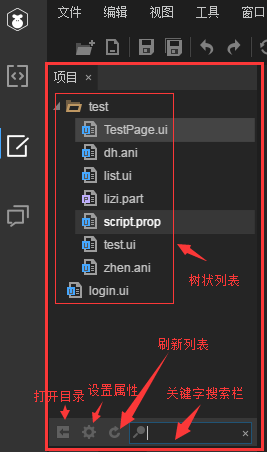 文件 编辑 视图 工具 窗口
项目 ×
test
TestPage.ui
dh.ani
list.ui
lizi.part
script.prop
test.ui
zhen.ani
login.ui
树状列表
刷新列表
打开目录 设置属性 关键字搜索栏
×